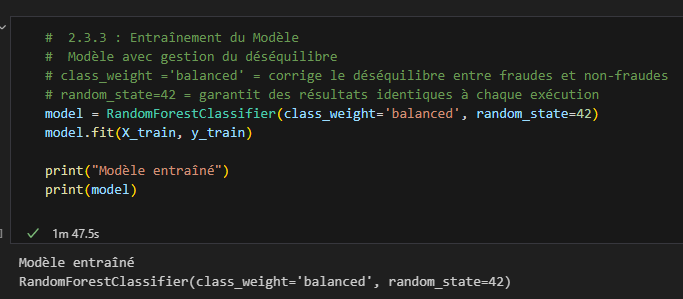 # 2.3.3 : Entraînement du Modèle
# Modèle avec gestion du déséquilibre
# class_weight ='balanced' = corrige le déséquilibre entre fraudes et non-fraudes
# random_state=42 = garantit des résultats identiques à chaque exécution
model = RandomForestClassifier(class_weight='balanced', random_state=42)
model.fit(X_train, y_train)
print("Modèle entraîné")
print(model)
1m 47.5s
Modèle entraîné
RandomForestClassifier(class_weight='balanced', random_state=42)